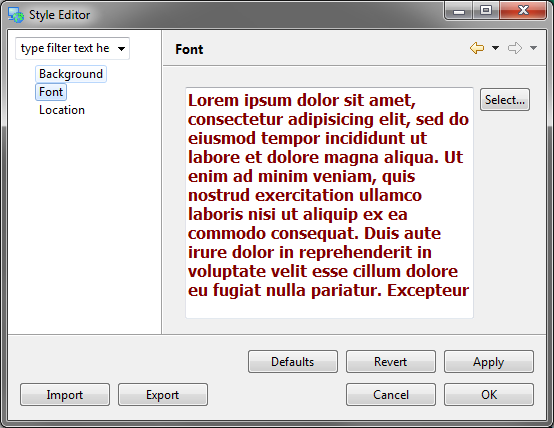 Style Editor
type filter text he
Background
Font
Location
Font
Select...
Lorem ipsum dolor sit amet,
consectetur adipisicing elit, sed do
eiusmod tempor incididunt ut
labore et dolore magna aliqua. Ut
enim ad minim veniam, quis
nostrud exercitation ullamco
laboris nisi ut aliquip ex ea
commodo consequat. Duis aute
irure dolor in reprehenderit in
voluptate velit esse cillum dolore
eu fugiat nulla pariatur. Excepteur
Defaults
Revert
Apply
Import
Export
Cancel
OK